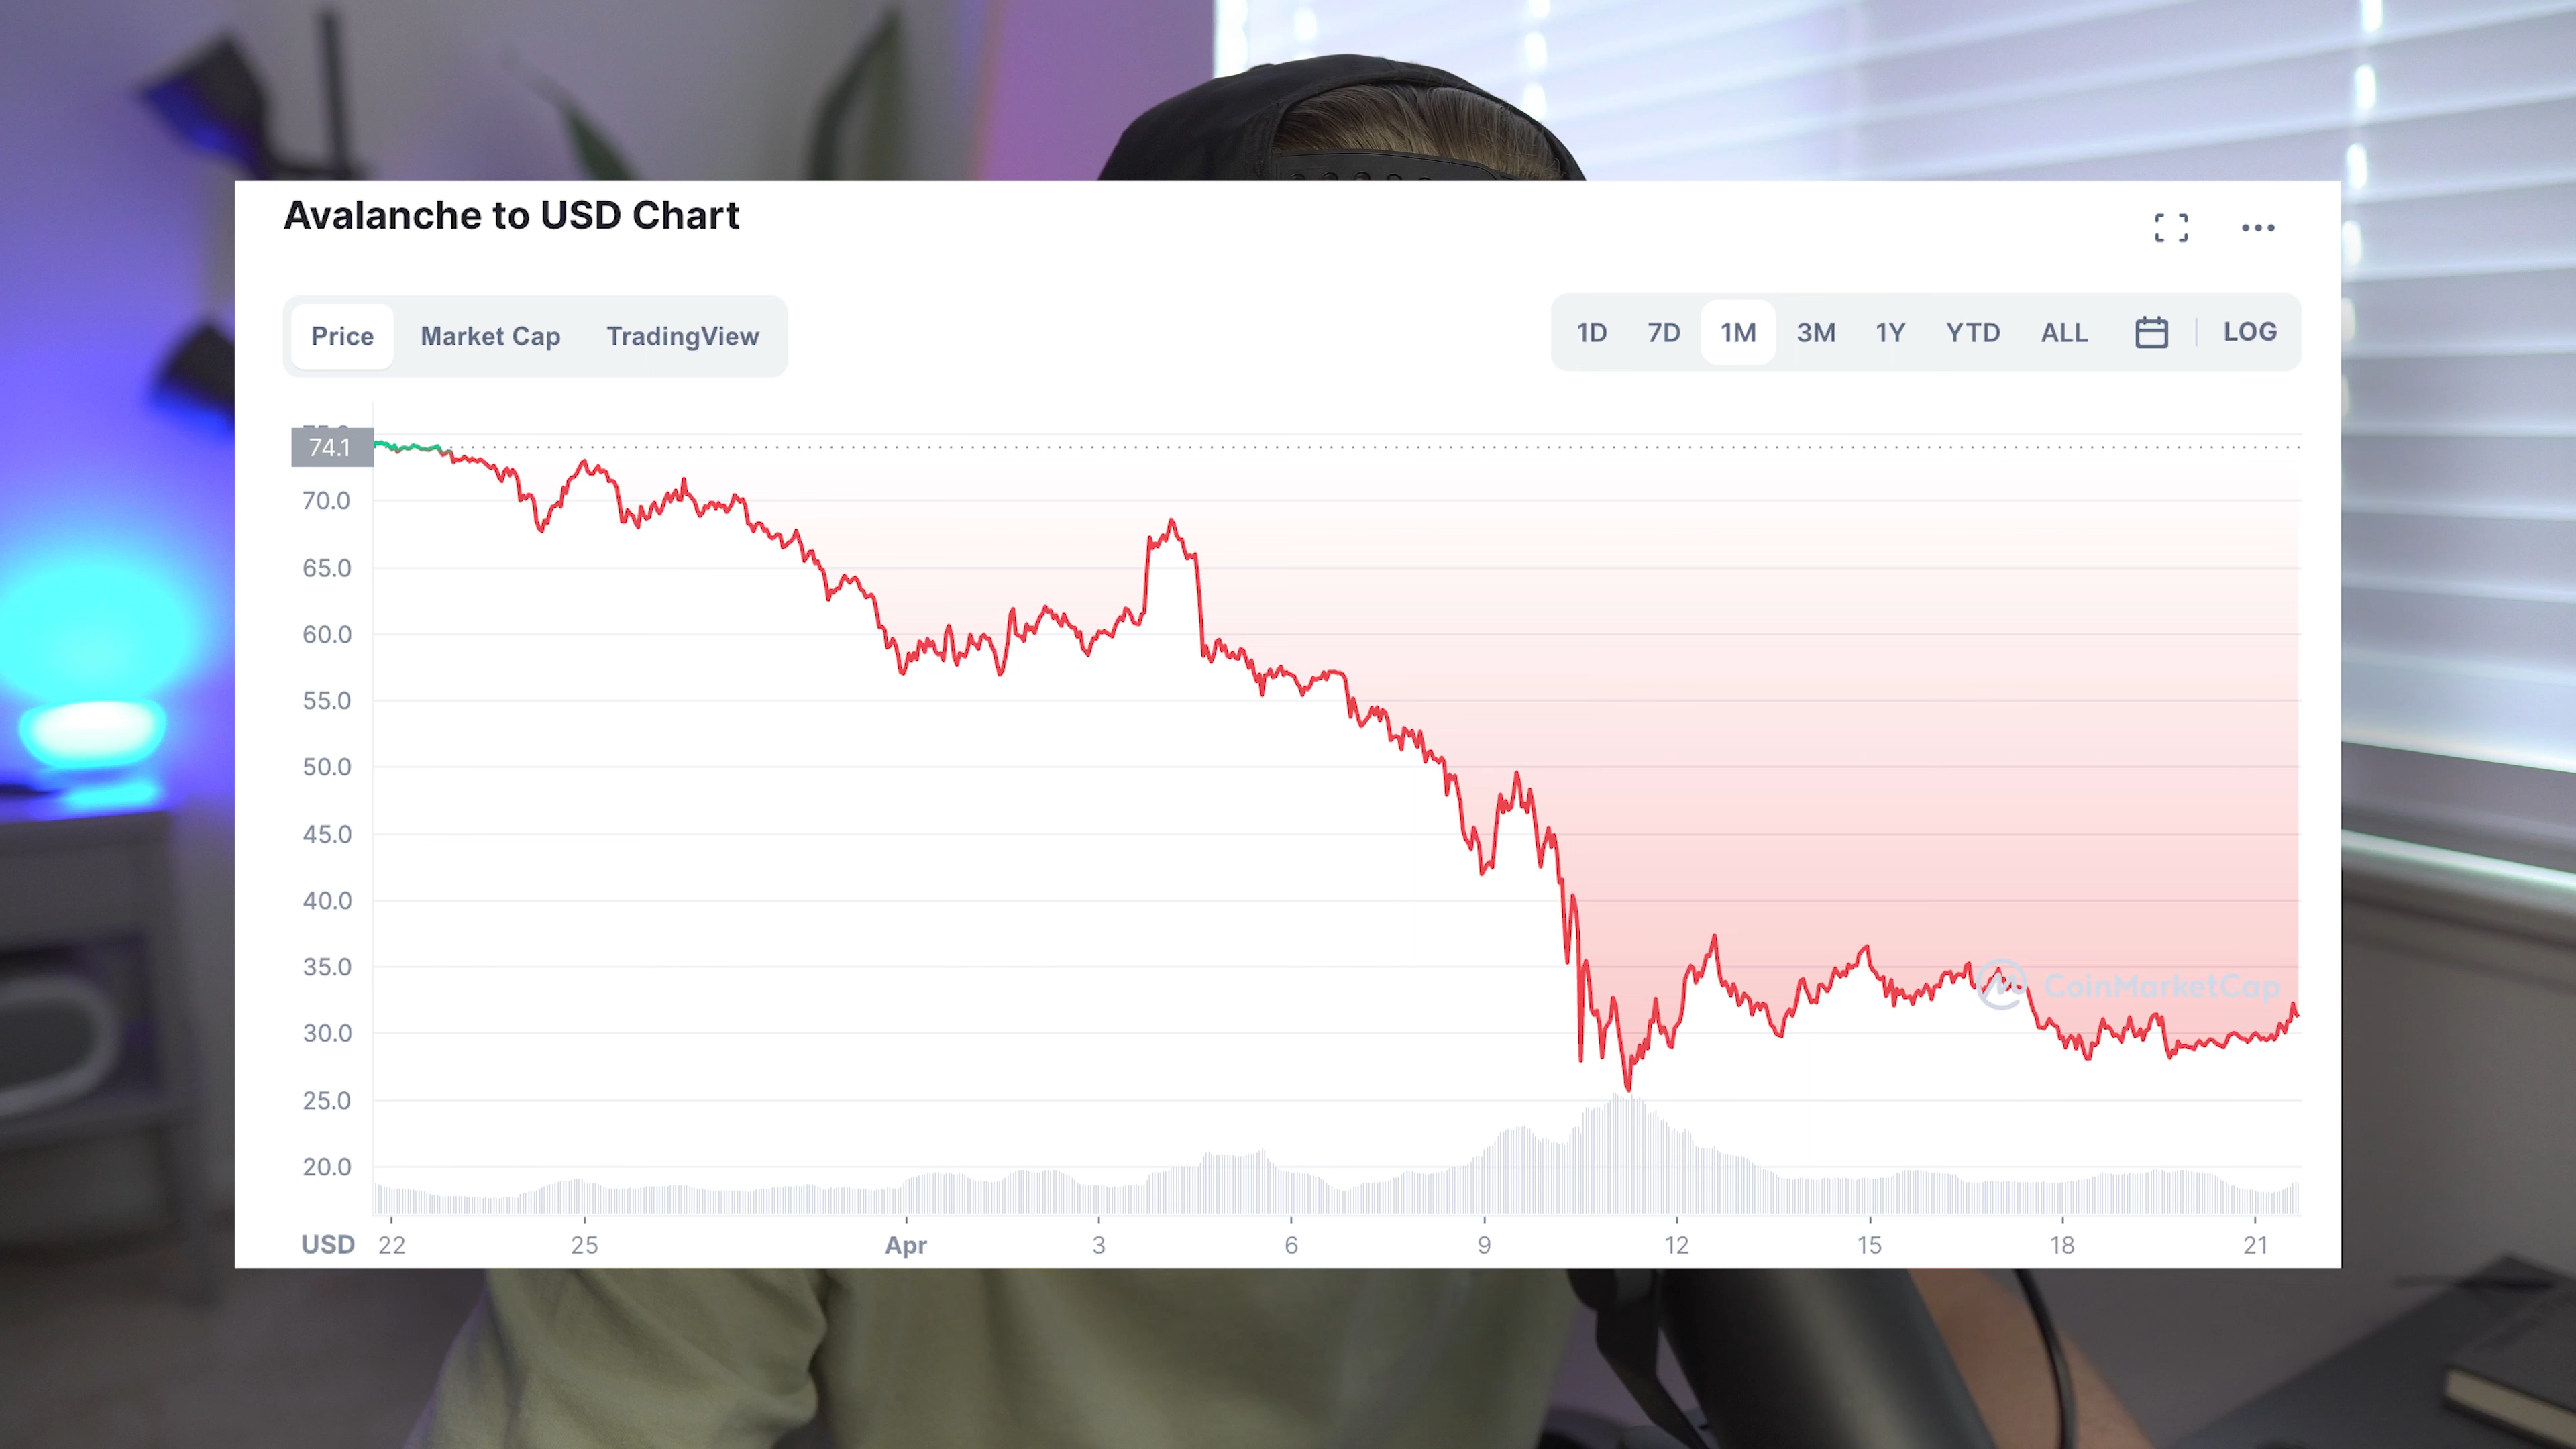 Avalanche to USD Chart
Price Market Cap TradingView
1D 7D 1M 3M 1Y YTD ALL LOG
74.1
70.0
65.0
60.0
55.0
50.0
45.0
40.0
35.0
CoinMarketCap
30.0
25.0
20.0
USD 22 25 Apr 3 6 9 12 15 18 21